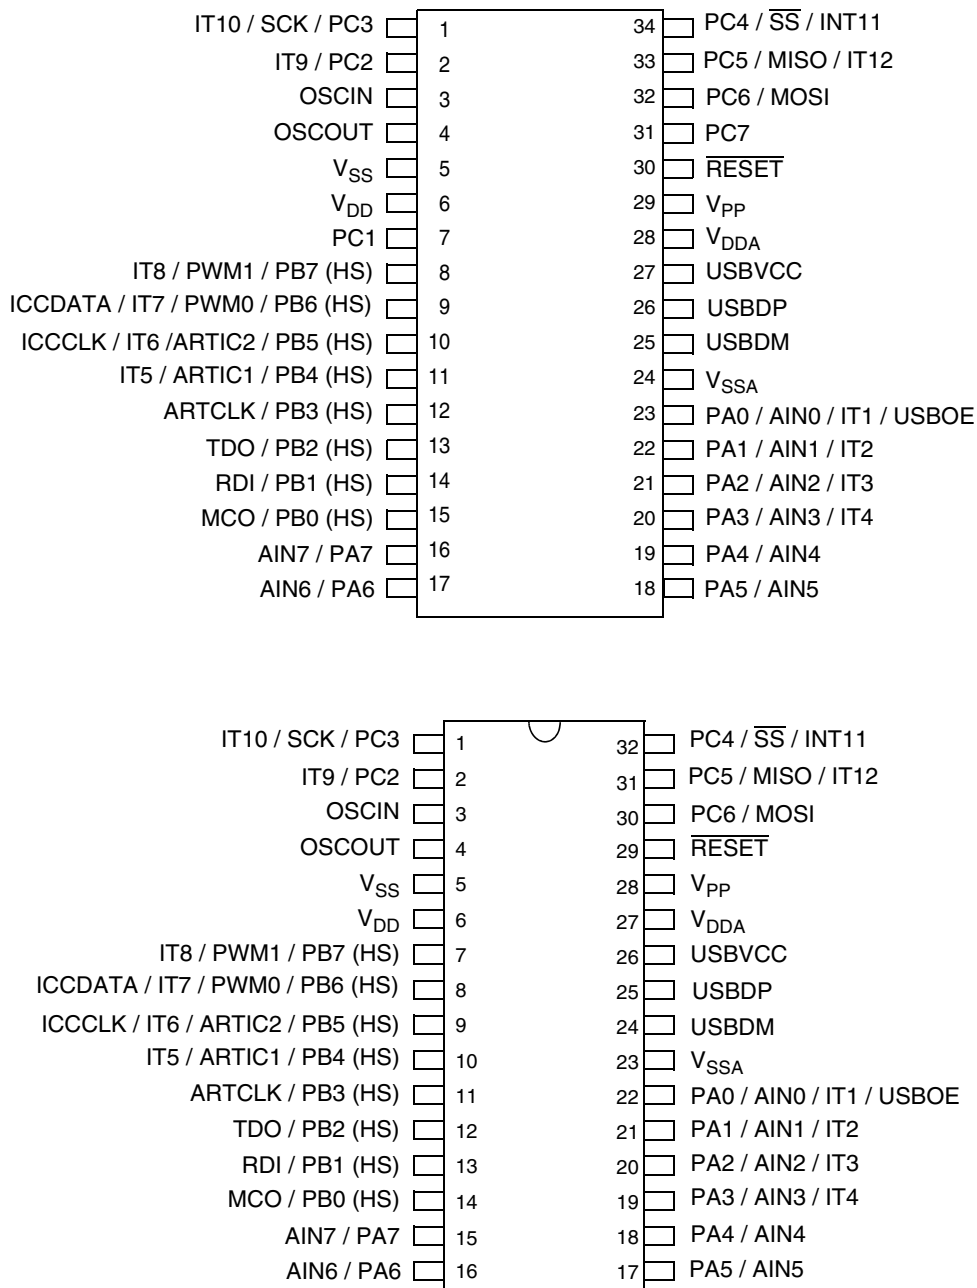 IT10 / SCK / PC3 1 34 PC4 / SS / INT11
IT9 / PC2 2 33 PC5 / MISO / IT12
OSCIN 3 32 PC6 / MOSI
OSCOUT 4 31 PC7
VSS 5 30 RESET
VDD 6 29 VPP
PC1 7 28 VDDA
IT8 / PWM1 / PB7 (HS) 8 27 USBVCC
ICCDATA / IT7 / PWM0 / PB6 (HS) 9 26 USBDP
ICCCLK / IT6 /ARTIC2 / PB5 (HS) 10 25 USBDM
IT5 / ARTIC1 / PB4 (HS) 11 24 VSSA
ARTCLK / PB3 (HS) 12 23 PA0 / AIN0 / IT1 / USBOE
TDO / PB2 (HS) 13 22 PA1 / AIN1 / IT2
RDI / PB1 (HS) 14 21 PA2 / AIN2 / IT3
MCO / PB0 (HS) 15 20 PA3 / AIN3 / IT4
AIN7 / PA7 16 19 PA4 / AIN4
AIN6 / PA6 17 18 PA5 / AIN5
IT10 / SCK / PC3 1 32 PC4 / SS / INT11
IT9 / PC2 2 31 PC5 / MISO / IT12
OSCIN 3 30 PC6 / MOSI
OSCOUT 4 29 RESET
VSS 5 28 VPP
VDD 6 27 VDDA
IT8 / PWM1 / PB7 (HS) 7 26 USBVCC
ICCDATA / IT7 / PWM0 / PB6 (HS) 8 25 USBDP
ICCCLK / IT6 / ARTIC2 / PB5 (HS) 9 24 USBDM
IT5 / ARTIC1 / PB4 (HS) 10 23 VSSA
ARTCLK / PB3 (HS) 11 22 PA0 / AIN0 / IT1 / USBOE
TDO / PB2 (HS) 12 21 PA1 / AIN1 / IT2
RDI / PB1 (HS) 13 20 PA2 / AIN2 / IT3
MCO / PB0 (HS) 14 19 PA3 / AIN3 / IT4
AIN7 / PA7 15 18 PA4 / AIN4
AIN6 / PA6 16 17 PA5 / AIN5